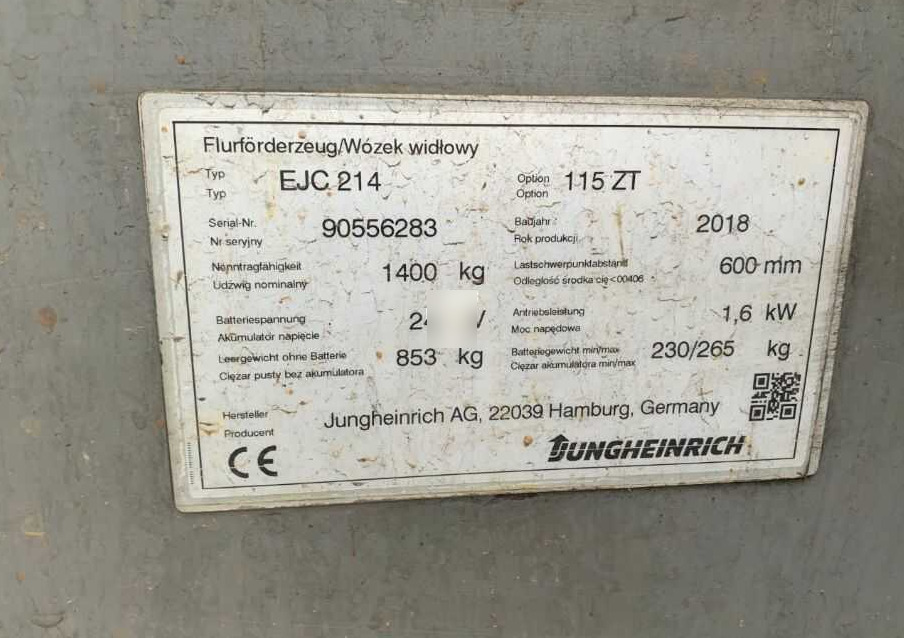 Flurförderzeug/Wózek widłowy
Typ EJC 214 Option 115 ZT
Typ Option
Serial-Nr. 90556283 Baujahr 2018
Nr seryjny Rok produkcji
Nenntragfähigkeit 1400 kg Lastschwerpunktabstand 600 mm
Udźwig nominalny Odległość środka cię<00406
Batteriespannung V Antriebsleistung 1,6 kW
Akumulator napięcie Moc napędowa
Leergewicht ohne Batterie 853 kg Batteriegewicht min/max 230/265 kg
Ciężar pusty bez akumulatora Ciężar akumulatora min/max
Hersteller Jungheinrich AG, 22039 Hamburg, Germany
Producent
CE JUNGHEINRICH